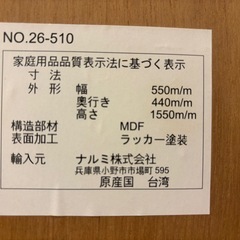 NO.26-510
家庭用品品質表示法に基づく表示
寸法
外形 幅 550m/m
奥行き 440m/m
高さ 1550m/m
構造部材 MDF
表面加工 ラッカー塗装
輸入元 ナルミ株式会社
兵庫県小野市市場町595
原産国 台湾